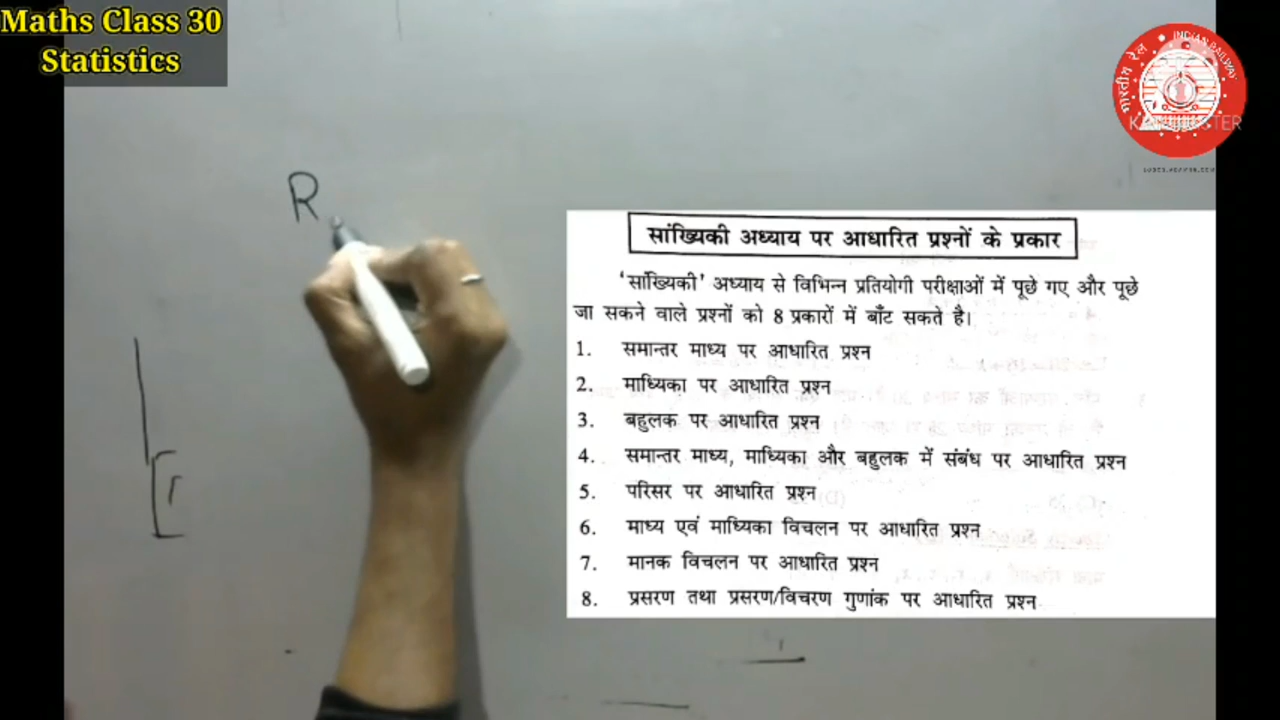 Maths Class 30
Statistics
भारतीय रेल
INDIAN RAILWAY
R
सांख्यिकी अध्याय पर आधारित प्रश्नों के प्रकार
'सांख्यिकी' अध्याय से विभिन्न प्रतियोगी परीक्षाओं में पूछे गए और पूछे
जा सकने वाले प्रश्नों को 8 प्रकारों में बाँट सकते है।
1. समान्तर माध्य पर आधारित प्रश्न
2. माध्यिका पर आधारित प्रश्न
3. बहुलक पर आधारित प्रश्न
4. समान्तर माध्य, माध्यिका और बहुलक में संबंध पर आधारित प्रश्न
5. परिसर पर आधारित प्रश्न
6. माध्य एवं माध्यिका विचलन पर आधारित प्रश्न
7. मानक विचलन पर आधारित प्रश्न
8. प्रसरण तथा प्रसरण/विचरण गुणांक पर आधारित प्रश्न